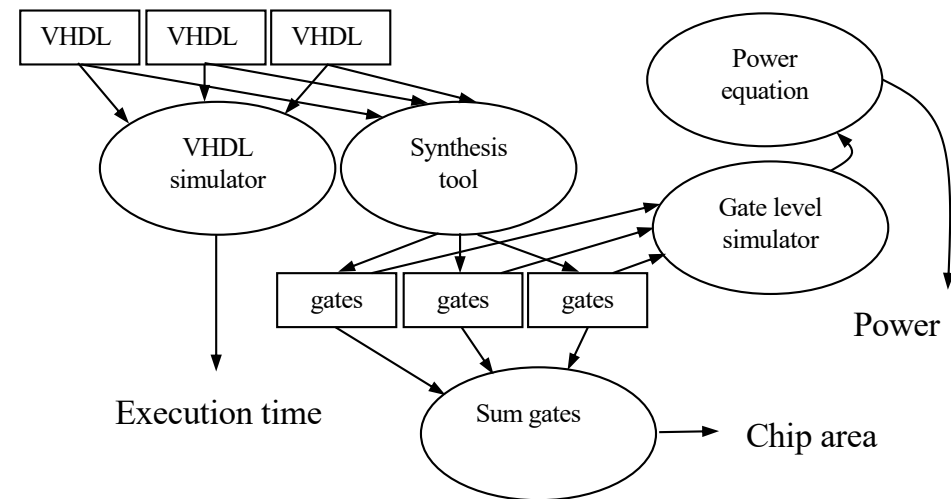 VHDL
VHDL
VHDL
Power
equation
VHDL
simulator
Synthesis
tool
Gate level
simulator
gates
gates
gates
Power
Execution time
Sum gates
Chip area